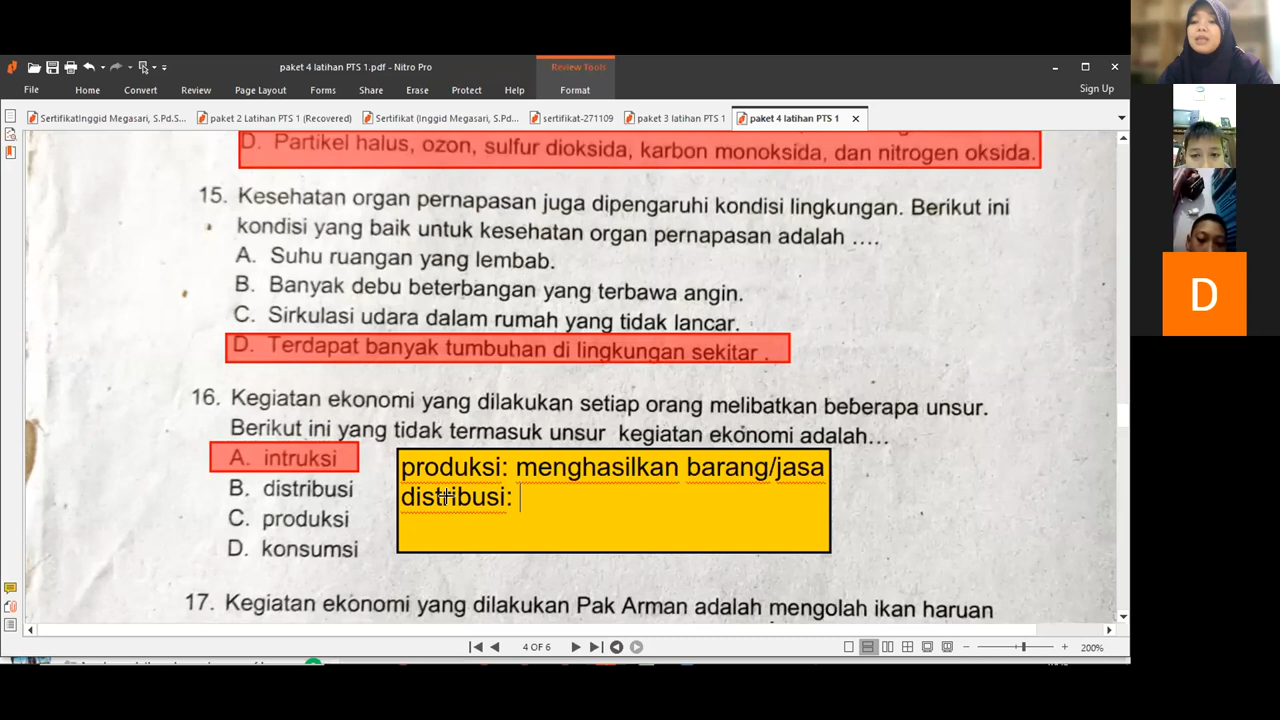 paket 4 latihan PTS 1.pdf - Nitro Pro
Review Tools
File Home Convert Review Page Layout Forms Share Erase Protect Help Format Sign Up
SertifikatInggid Megasari, S.Pd.S... paket 2 Latihan PTS 1 (Recovered) Sertifikat (Inggid Megasari, S.Pd... sertifikat-271109 paket 3 latihan PTS 1 paket 4 latihan PTS 1
D. Partikel halus, ozon, sulfur dioksida, karbon monoksida, dan nitrogen oksida.
15. Kesehatan organ pernapasan juga dipengaruhi kondisi lingkungan. Berikut ini
kondisi yang baik untuk kesehatan organ pernapasan adalah ....
A. Suhu ruangan yang lembab.
B. Banyak debu beterbangan yang terbawa angin.
C. Sirkulasi udara dalam rumah yang tidak lancar.
D. Terdapat banyak tumbuhan di lingkungan sekitar .
16. Kegiatan ekonomi yang dilakukan setiap orang melibatkan beberapa unsur.
Berikut ini yang tidak termasuk unsur kegiatan ekonomi adalah...
A. intruksi
B. distribusi
C. produksi
D. konsumsi
produksi: menghasilkan barang/jasa
distribusi:
17. Kegiatan ekonomi yang dilakukan Pak Arman adalah mengolah ikan haruan
4 OF 6
200%
D